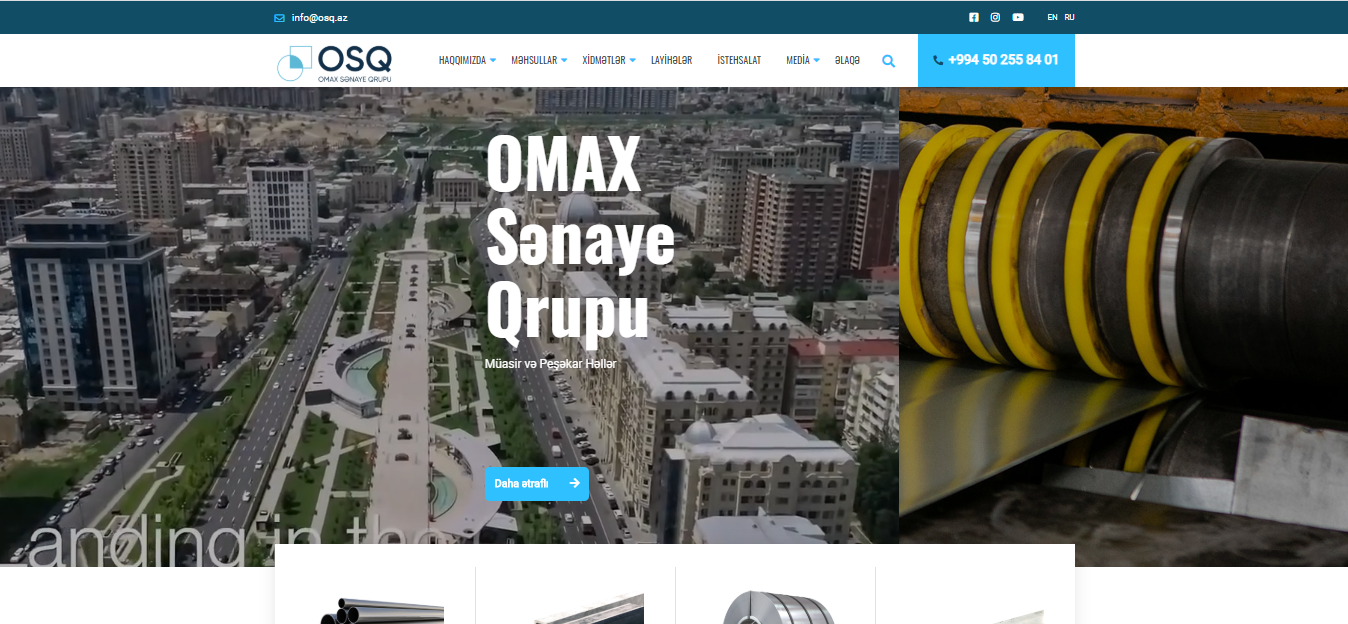 info@osq.az
EN RU
OSQ
OMAX SƏNAYE QRUPU
HAQQIMIZDA MƏHSULLAR XİDMƏTLƏR LAYİHƏLƏR İSTEHSALAT MEDİA ƏLAQƏ
+994 50 255 84 01
OMAX
Sənaye
Qrupu
Müasir və Peşəkar Həllər
Daha ətraflı
anding in the